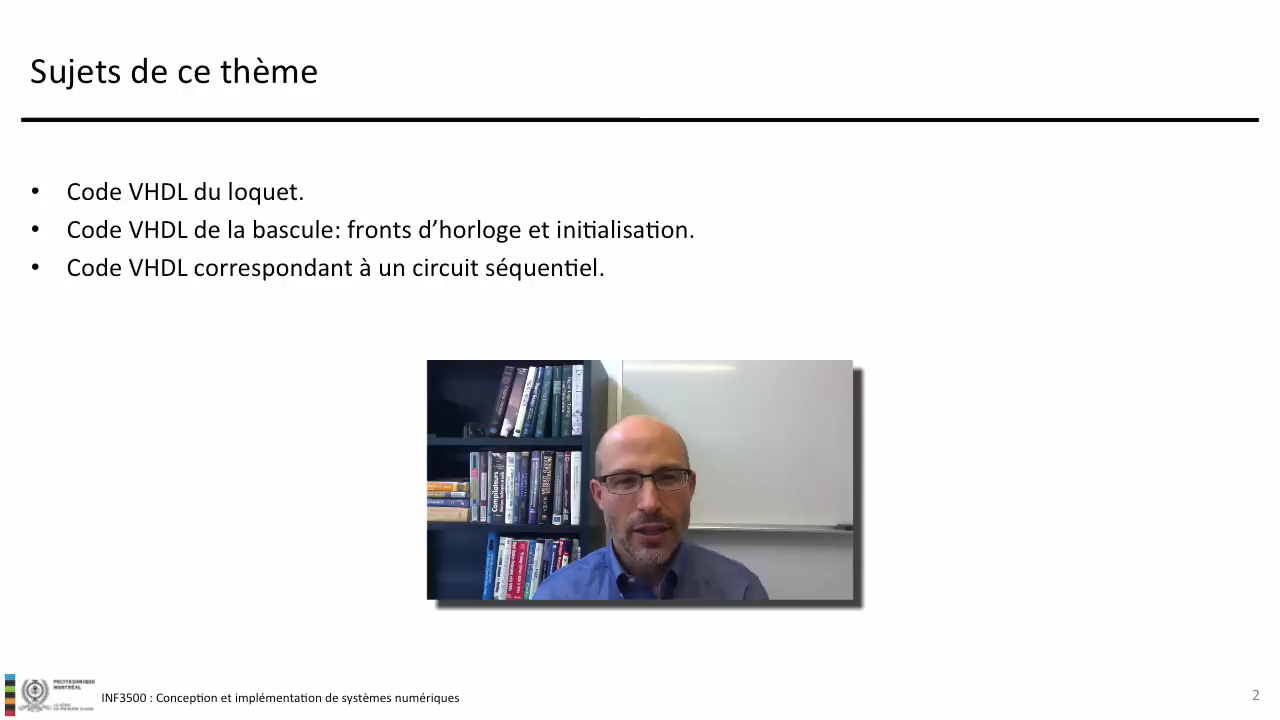 Sujets de ce thème
• Code VHDL du loquet.
• Code VHDL de la bascule: fronts d’horloge et initialisation.
• Code VHDL correspondant à un circuit séquentiel.
Compilateurs
POLYTECHNIQUE
MONTRÉAL
INF3500 : Conception et implémentation de systèmes numériques
2